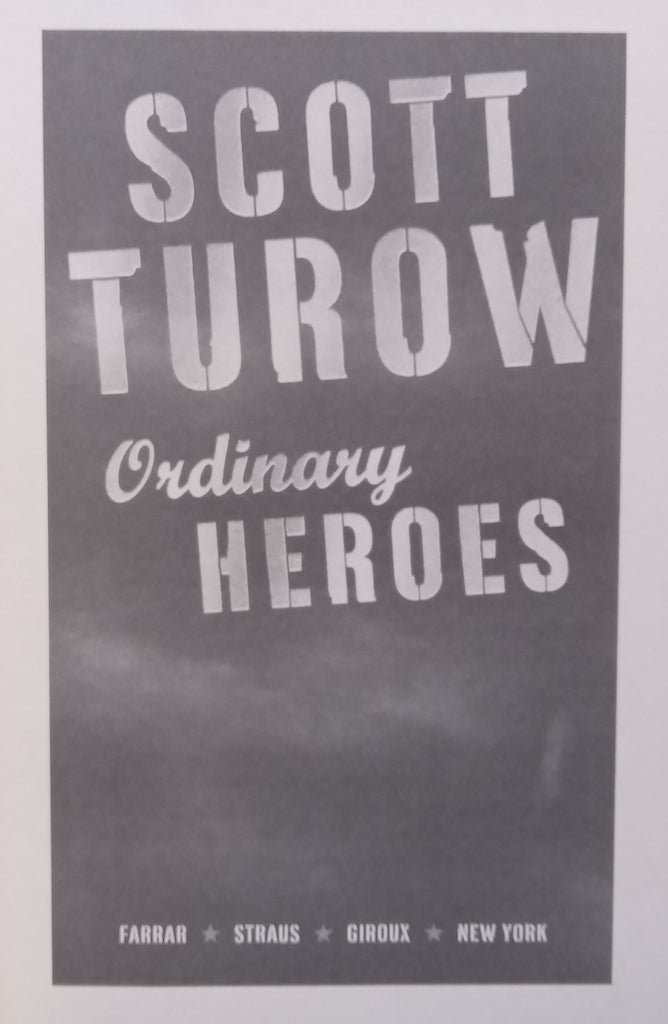 SCOTT
TUROW
Ordinary
HEROES
FARRAR ★ STRAUS ★ GIROUX ★ NEW YORK